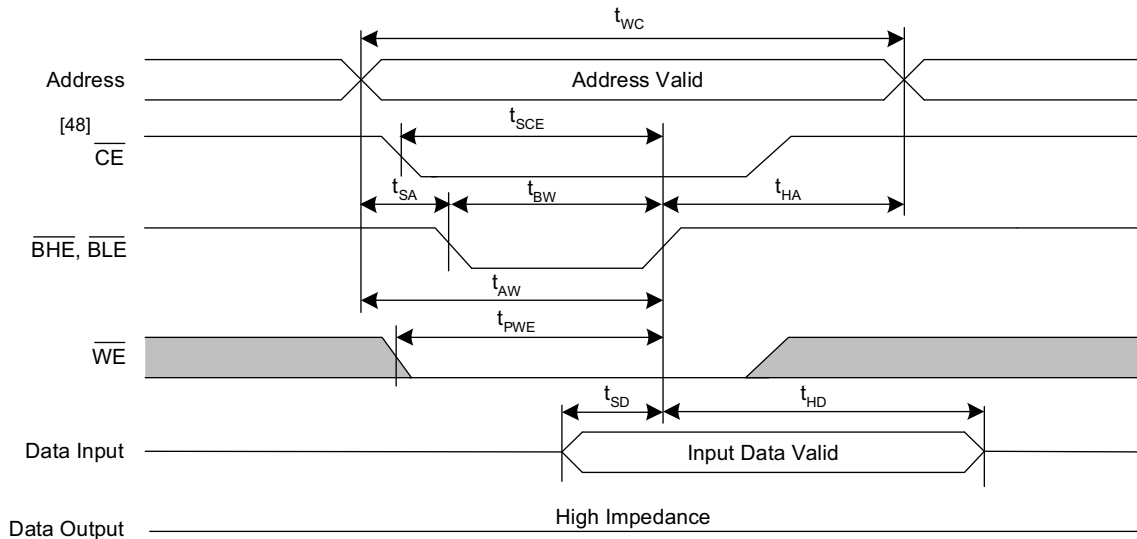 tWC
Address
Address Valid
[48]
CE
tSCE
tSA
tBW
tHA
BHE, BLE
tAW
tPWE
WE
tSD
tHD
Data Input
Input Data Valid
Data Output
High Impedance